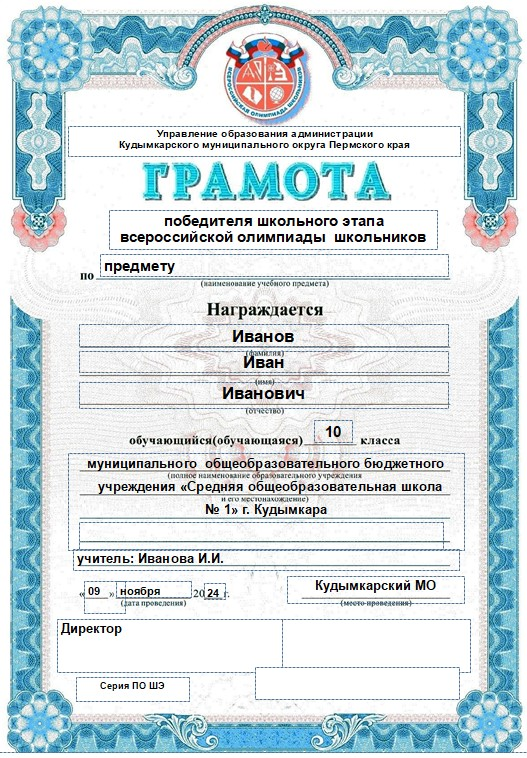 ВСЕРОССИЙСКАЯ ОЛИМПИАДА ШКОЛЬНИКОВ
Управление образования администрации
Кудымкарского муниципального округа Пермского края
ГРАМОТА
победителя школьного этапа
всероссийской олимпиады школьников
по предмету
(наименование учебного предмета)
Награждается
Иванов
(фамилия)
Иван
(имя)
Иванович
(отчество)
обучающийся(обучающаяся) 10 класса
муниципального общеобразовательного бюджетного
(полное наименование образовательного учреждения
учреждения «Средняя общеобразовательная школа
и его местонахождение)
№ 1» г. Кудымкара
учитель: Иванова И.И.
« 09 » ноября 20 24 г. Кудымкарский МО
(дата проведения) (место проведения)
Директор
Серия ПО ШЭ